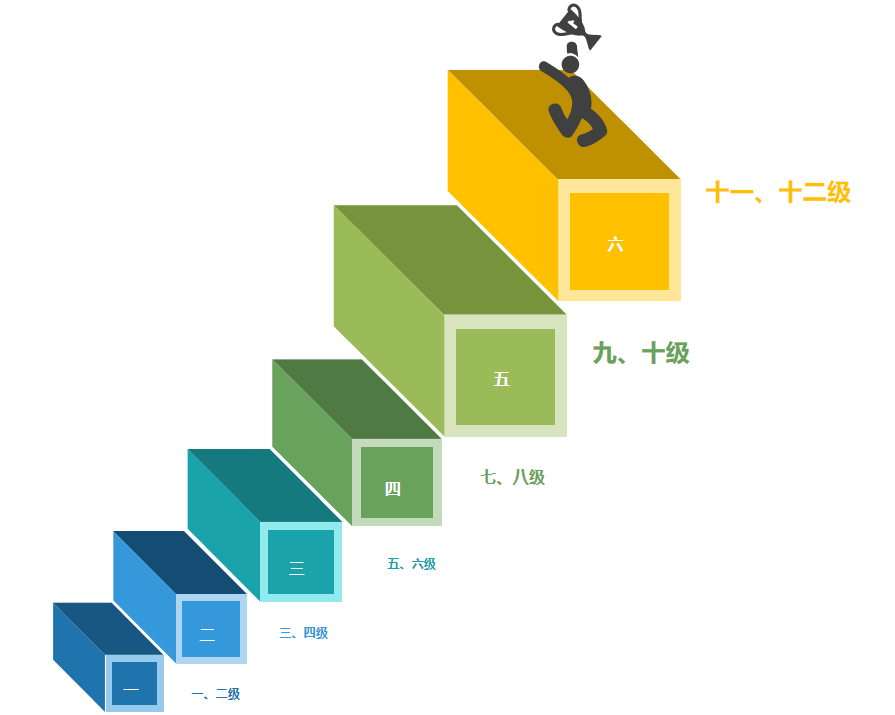 十一、十二级
六
九、十级
五
七、八级
四
五、六级
三
三、四级
二
一、二级
一